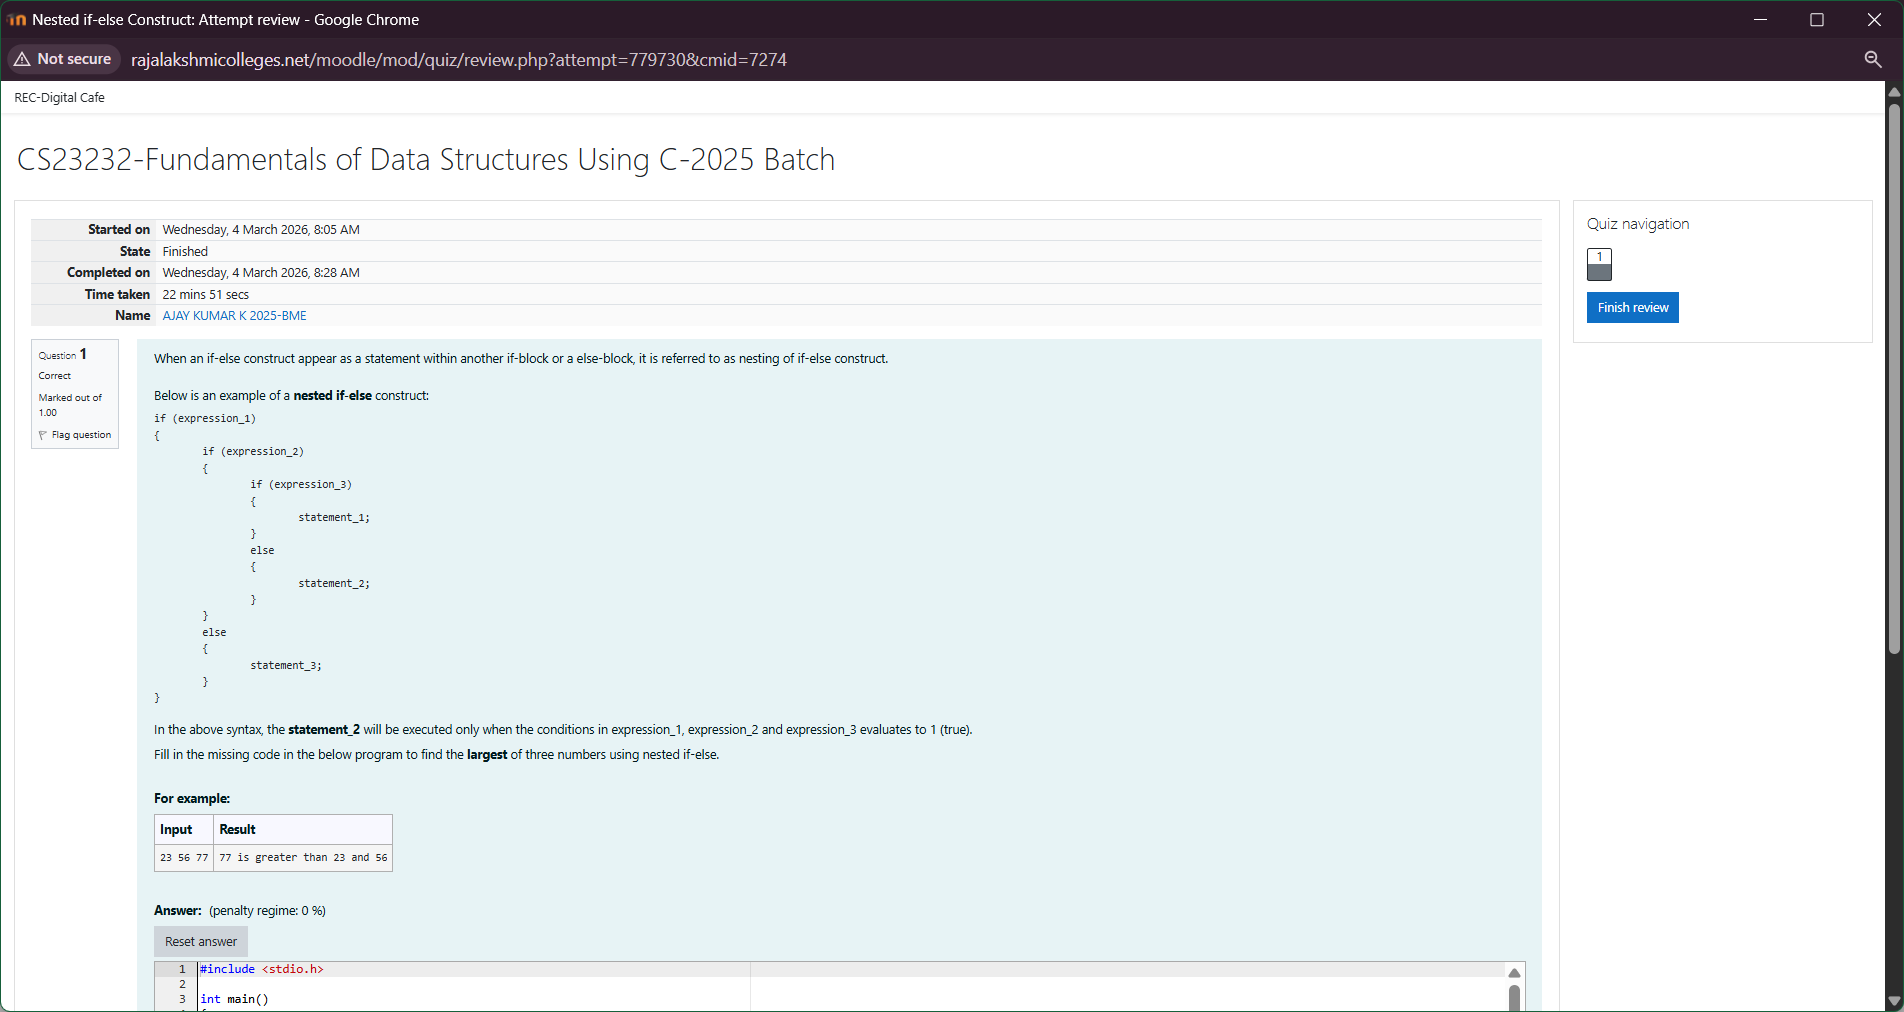 Nested if-else Construct: Attempt review - Google Chrome
Not secure
rajalakshmicolleges.net/moodle/mod/quiz/review.php?attempt=779730&cmid=7274
REC-Digital Cafe
CS23232-Fundamentals of Data Structures Using C-2025 Batch
Started on Wednesday, 4 March 2026, 8:05 AM
State Finished
Completed on Wednesday, 4 March 2026, 8:28 AM
Time taken 22 mins 51 secs
Name AJAY KUMAR K 2025-BME
Quiz navigation
1
Finish review
Question 1
Correct
Marked out of
1.00
Flag question
When an if-else construct appear as a statement within another if-block or a else-block, it is referred to as nesting of if-else construct.
Below is an example of a nested if-else construct:
if (expression_1)
{
if (expression_2)
{
if (expression_3)
{
statement_1;
}
else
{
statement_2;
}
}
else
{
statement_3;
}
}
In the above syntax, the statement_2 will be executed only when the conditions in expression_1, expression_2 and expression_3 evaluates to 1 (true).
Fill in the missing code in the below program to find the largest of three numbers using nested if-else.
For example:
Input Result
23 56 77 77 is greater than 23 and 56
Answer: (penalty regime: 0 %)
Reset answer
1 #include <stdio.h>
2
3 int main()